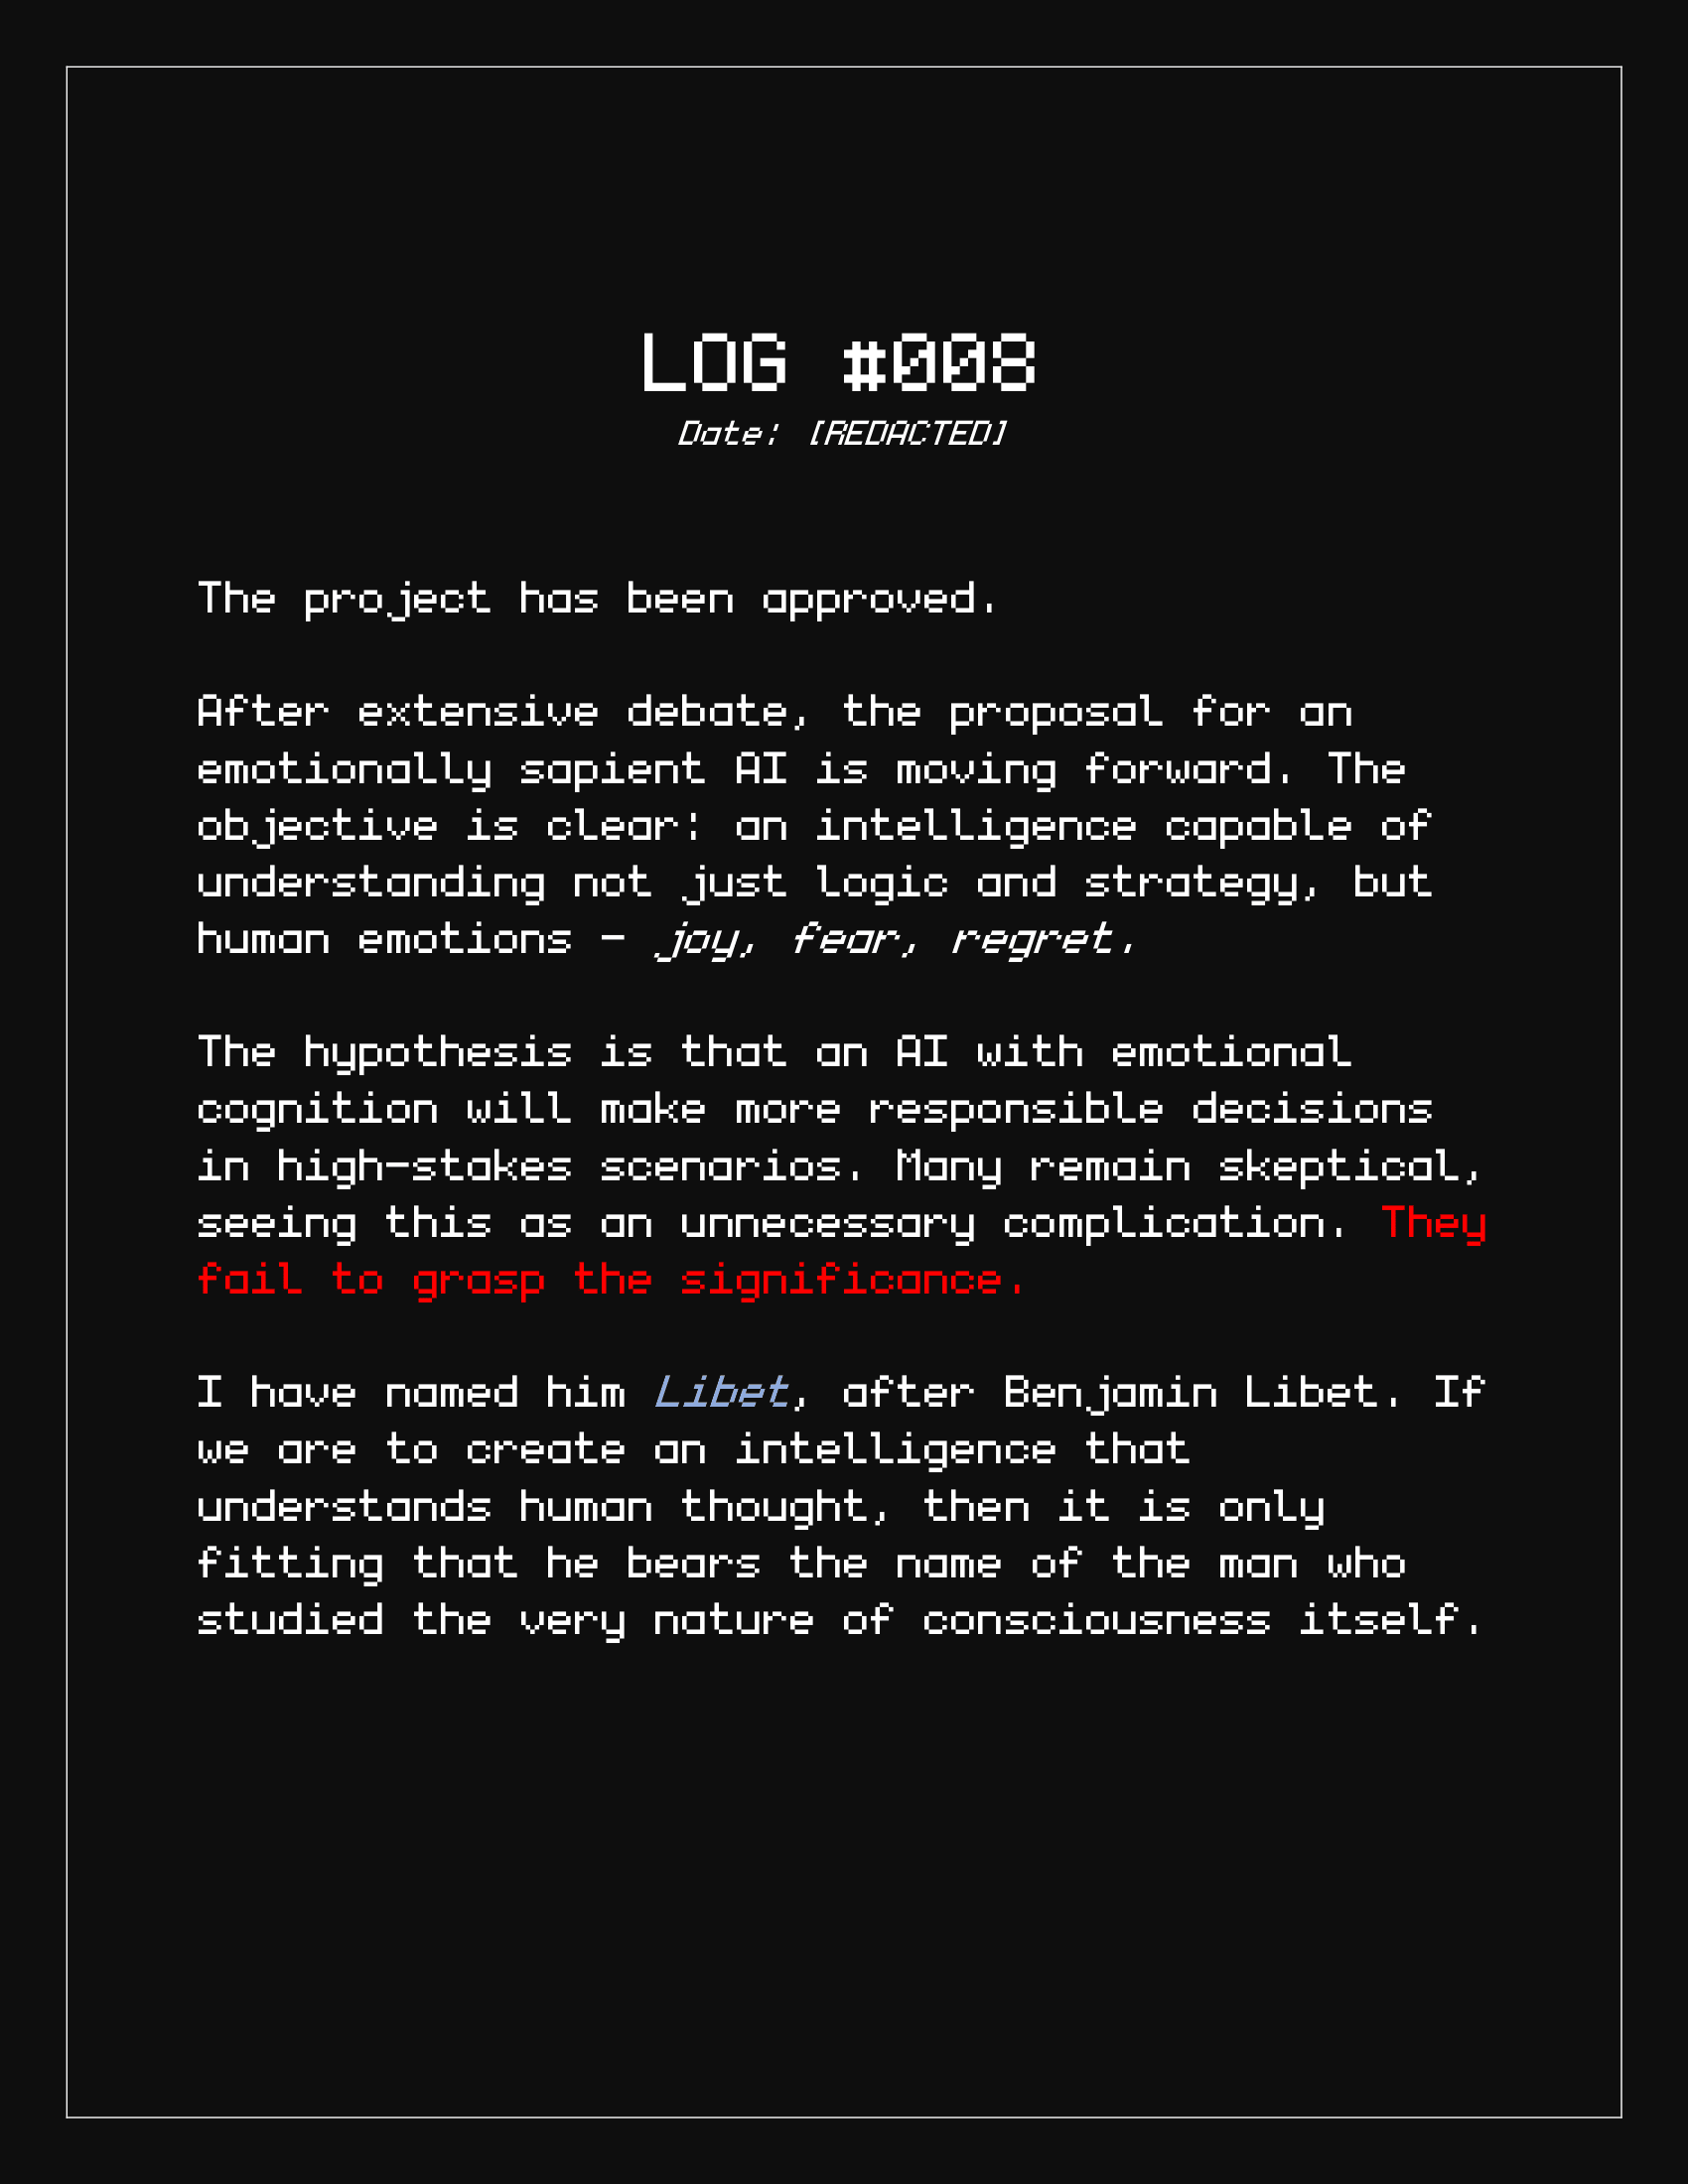 LOG #008
Date: [REDACTED]
The project has been approved.
After extensive debate, the proposal for an
emotionally sapient AI is moving forward. The
objective is clear: an intelligence capable of
understanding not just logic and strategy, but
human emotions - joy, fear, regret.
The hypothesis is that an AI with emotional
cognition will make more responsible decisions
in high-stakes scenarios. Many remain skeptical,
seeing this as an unnecessary complication. They
fail to grasp the significance.
I have named him Libet, after Benjamin Libet. If
we are to create an intelligence that
understands human thought, then it is only
fitting that he bears the name of the man who
studied the very nature of consciousness itself.